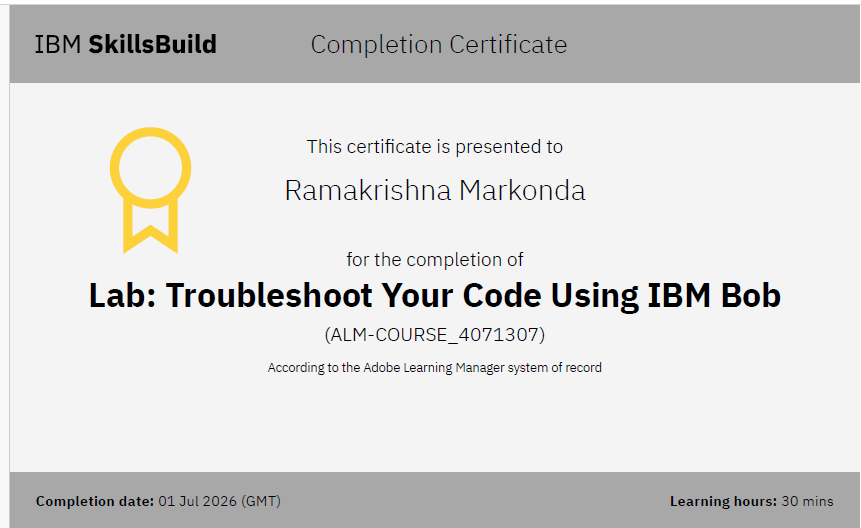 IBM SkillsBuild
Completion Certificate
This certificate is presented to
Ramakrishna Markonda
for the completion of
Lab: Troubleshoot Your Code Using IBM Bob
(ALM-COURSE_4071307)
According to the Adobe Learning Manager system of record
Completion date: 01 Jul 2026 (GMT)
Learning hours: 30 mins